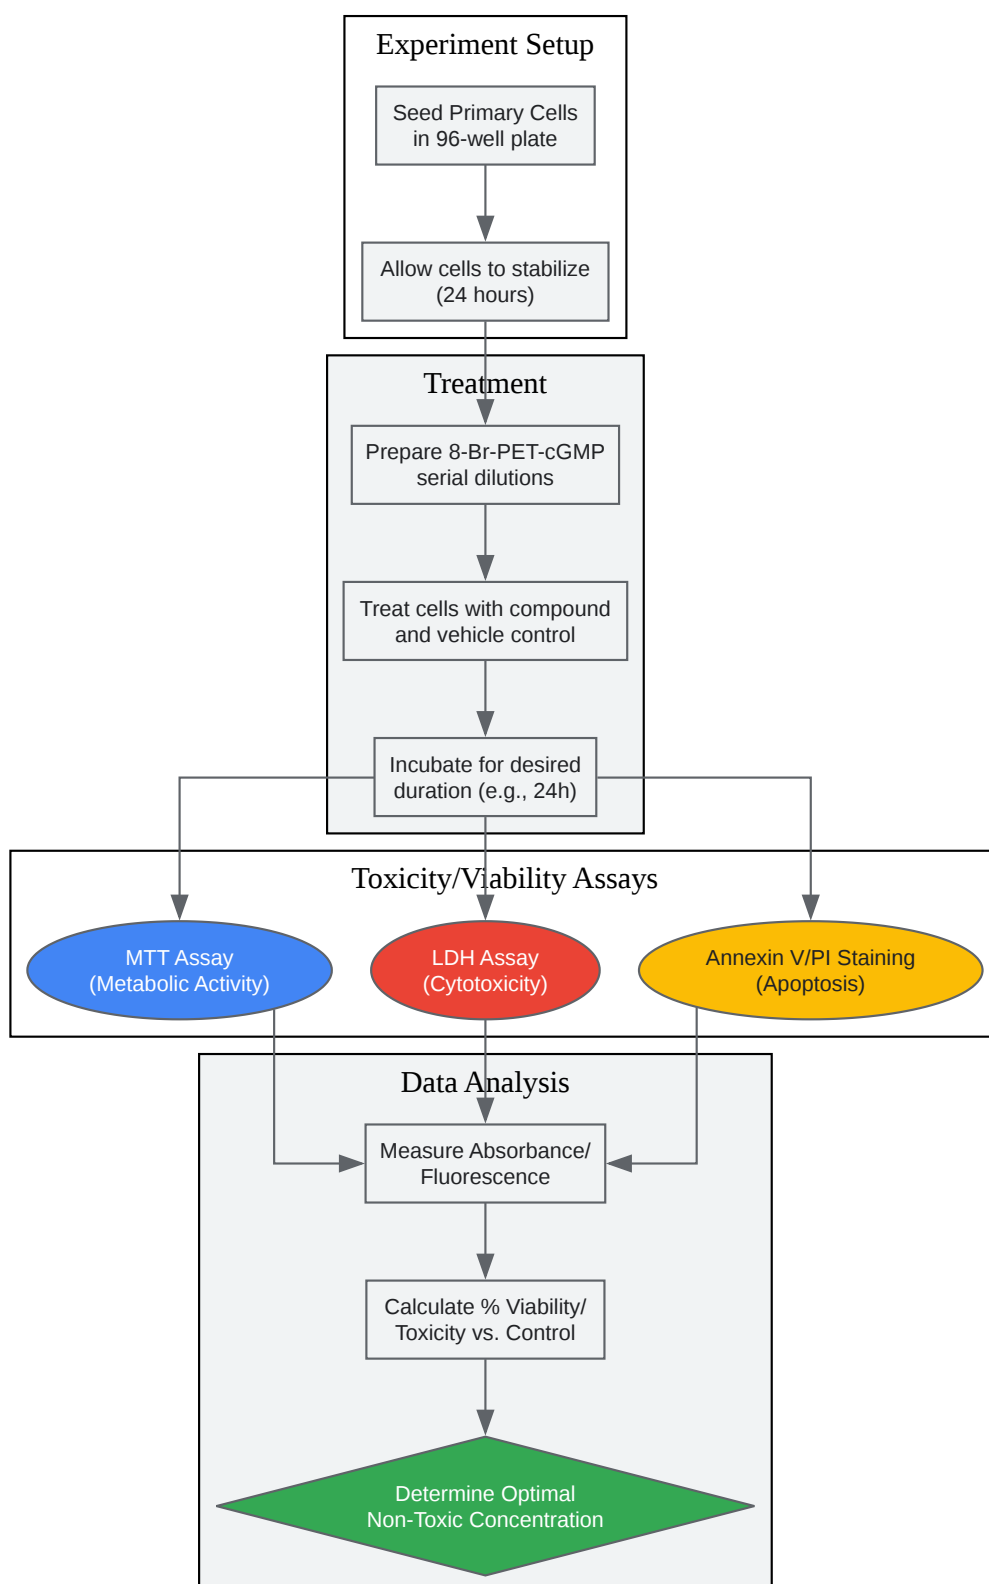 Experiment Setup
Seed Primary Cells
in 96-well plate
Allow cells to stabilize
(24 hours)
Treatment
Prepare 8-Br-PET-cGMP
serial dilutions
Treat cells with compound
and vehicle control
Incubate for desired
duration (e.g., 24h)
Toxicity/Viability Assays
MTT Assay
(Metabolic Activity)
LDH Assay
(Cytotoxicity)
Annexin V/PI Staining
(Apoptosis)
Data Analysis
Measure Absorbance/
Fluorescence
Calculate % Viability/
Toxicity vs. Control
Determine Optimal
Non-Toxic Concentration